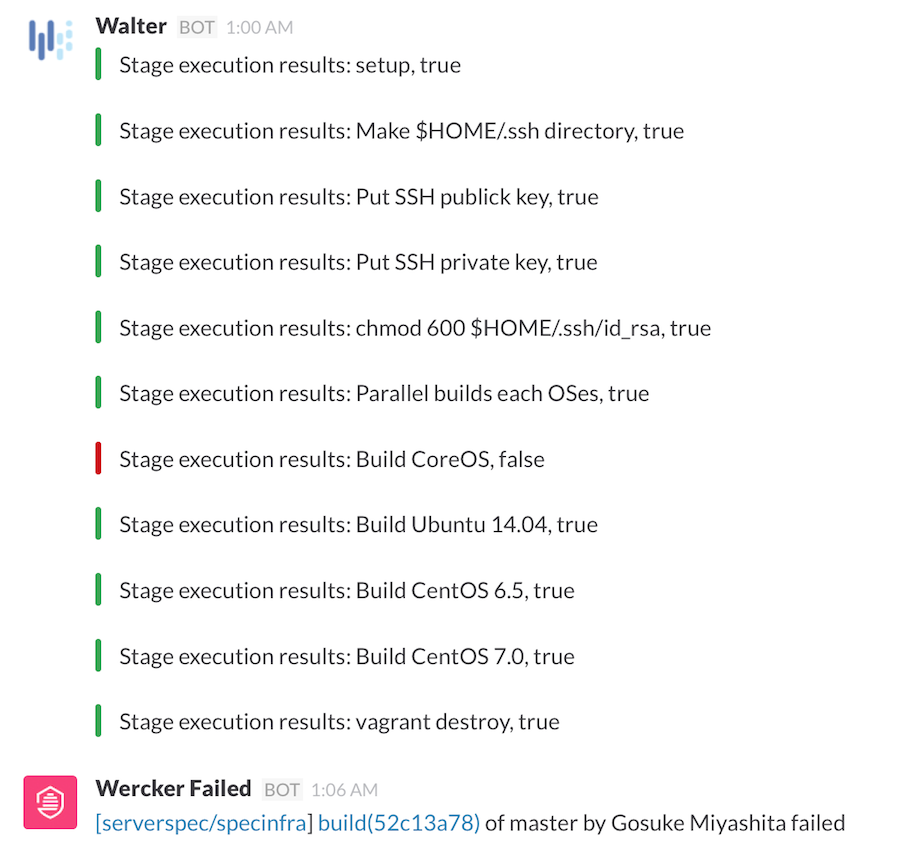 Walter BOT 1:00 AM
Stage execution results: setup, true
Stage execution results: Make $HOME/.ssh directory, true
Stage execution results: Put SSH publick key, true
Stage execution results: Put SSH private key, true
Stage execution results: chmod 600 $HOME/.ssh/id_rsa, true
Stage execution results: Parallel builds each OSes, true
Stage execution results: Build CoreOS, false
Stage execution results: Build Ubuntu 14.04, true
Stage execution results: Build CentOS 6.5, true
Stage execution results: Build CentOS 7.0, true
Stage execution results: vagrant destroy, true
Wercker Failed BOT 1:06 AM
[serverspec/specinfra] build(52c13a78) of master by Gosuke Miyashita failed